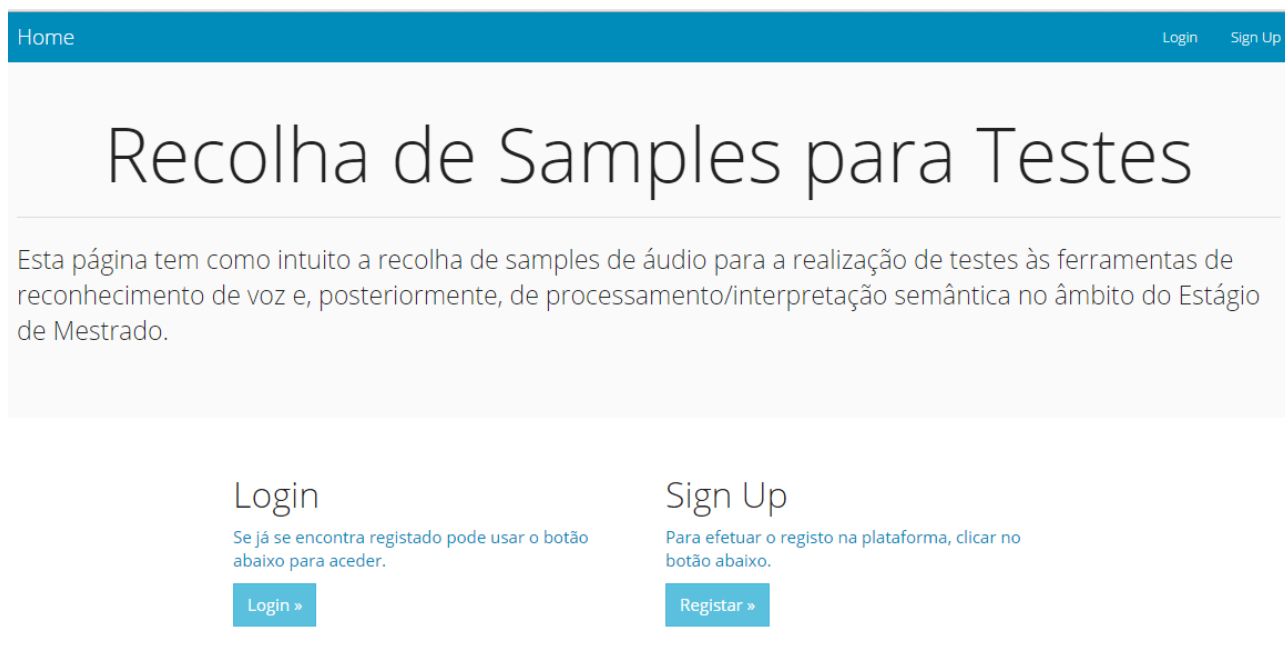 Home
Login
Sign Up
Recolha de Samples para Testes
Esta página tem como intuito a recolha de samples de áudio para a realização de testes às ferramentas de
reconhecimento de voz e, posteriormente, de processamento/interpretação semântica no âmbito do Estágio
de Mestrado.
Login
Se já se encontra registado pode usar o botão
abaixo para aceder.
Login »
Sign Up
Para efetuar o registo na plataforma, clicar no
botão abaixo.
Registar »